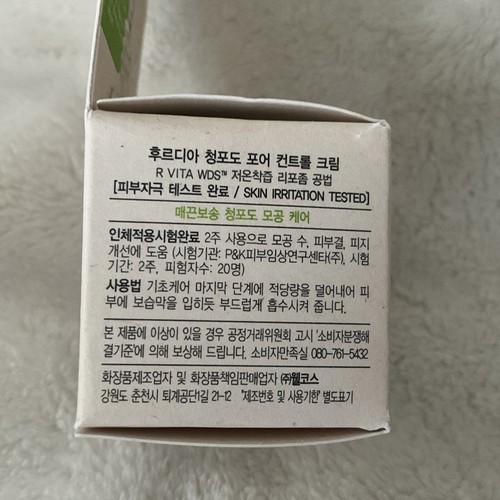 후르디아 청포도 포어 컨트롤 크림
R VITA WDS™ 저온착즙 리포좀 공법
[피부자극 테스트 완료 / SKIN IRRITATION TESTED]
매끈보송 청포도 모공 케어
인체적용시험완료 2주 사용으로 모공 수, 피부결, 피지
개선에 도움 (시험기관: P&K피부임상연구센타(주), 시험
기간: 2주, 피험자수: 20명)
사용법 기초케어 마지막 단계에 적당량을 덜어내어 피
부에 보습막을 입히듯 부드럽게 흡수시켜 줍니다.
본 제품에 이상이 있을 경우 공정거래위원회 고시 '소비자분쟁해
결기준'에 의해 보상해 드립니다. 소비자만족실 080-761-5432
화장품제조업자 및 화장품책임판매업자 ㈜웰코스
강원도 춘천시 퇴계공단1길 21-12 "제조번호 및 사용기한" 별도표기